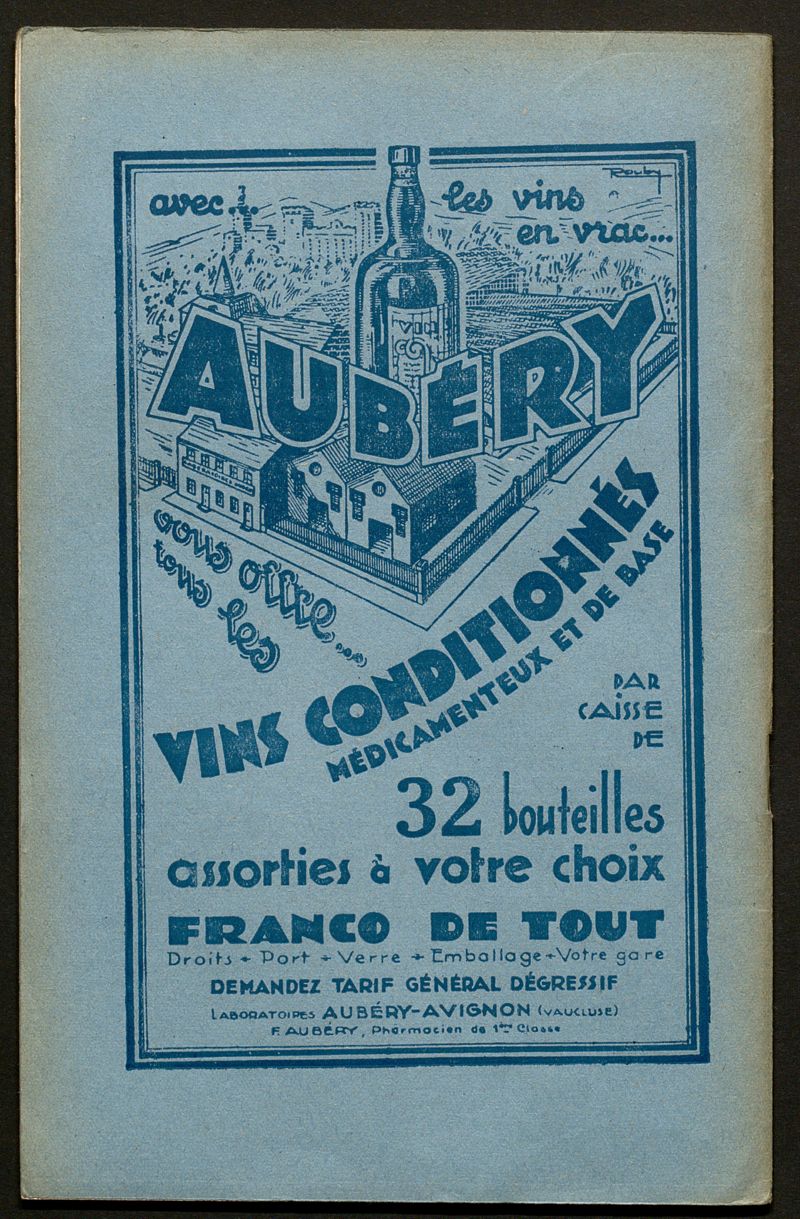 Rouby
avec...
les vins
en vrac...
VIN
AUBÉRY
vous offre...
tous les
VINS CONDITIONNÉS
MÉDICAMENTEUX ET DE BASE
PAR
CAISSE
DE
32 bouteilles
assorties à votre choix
FRANCO DE TOUT
Droits + Port + Verre + Emballage + Votre gare
DEMANDEZ TARIF GÉNÉRAL DÉGRESSIF
LABORATOIRES AUBÉRY-AVIGNON (VAUCLUSE)
F. AUBÉRY, Pharmacien de 1ère Classe